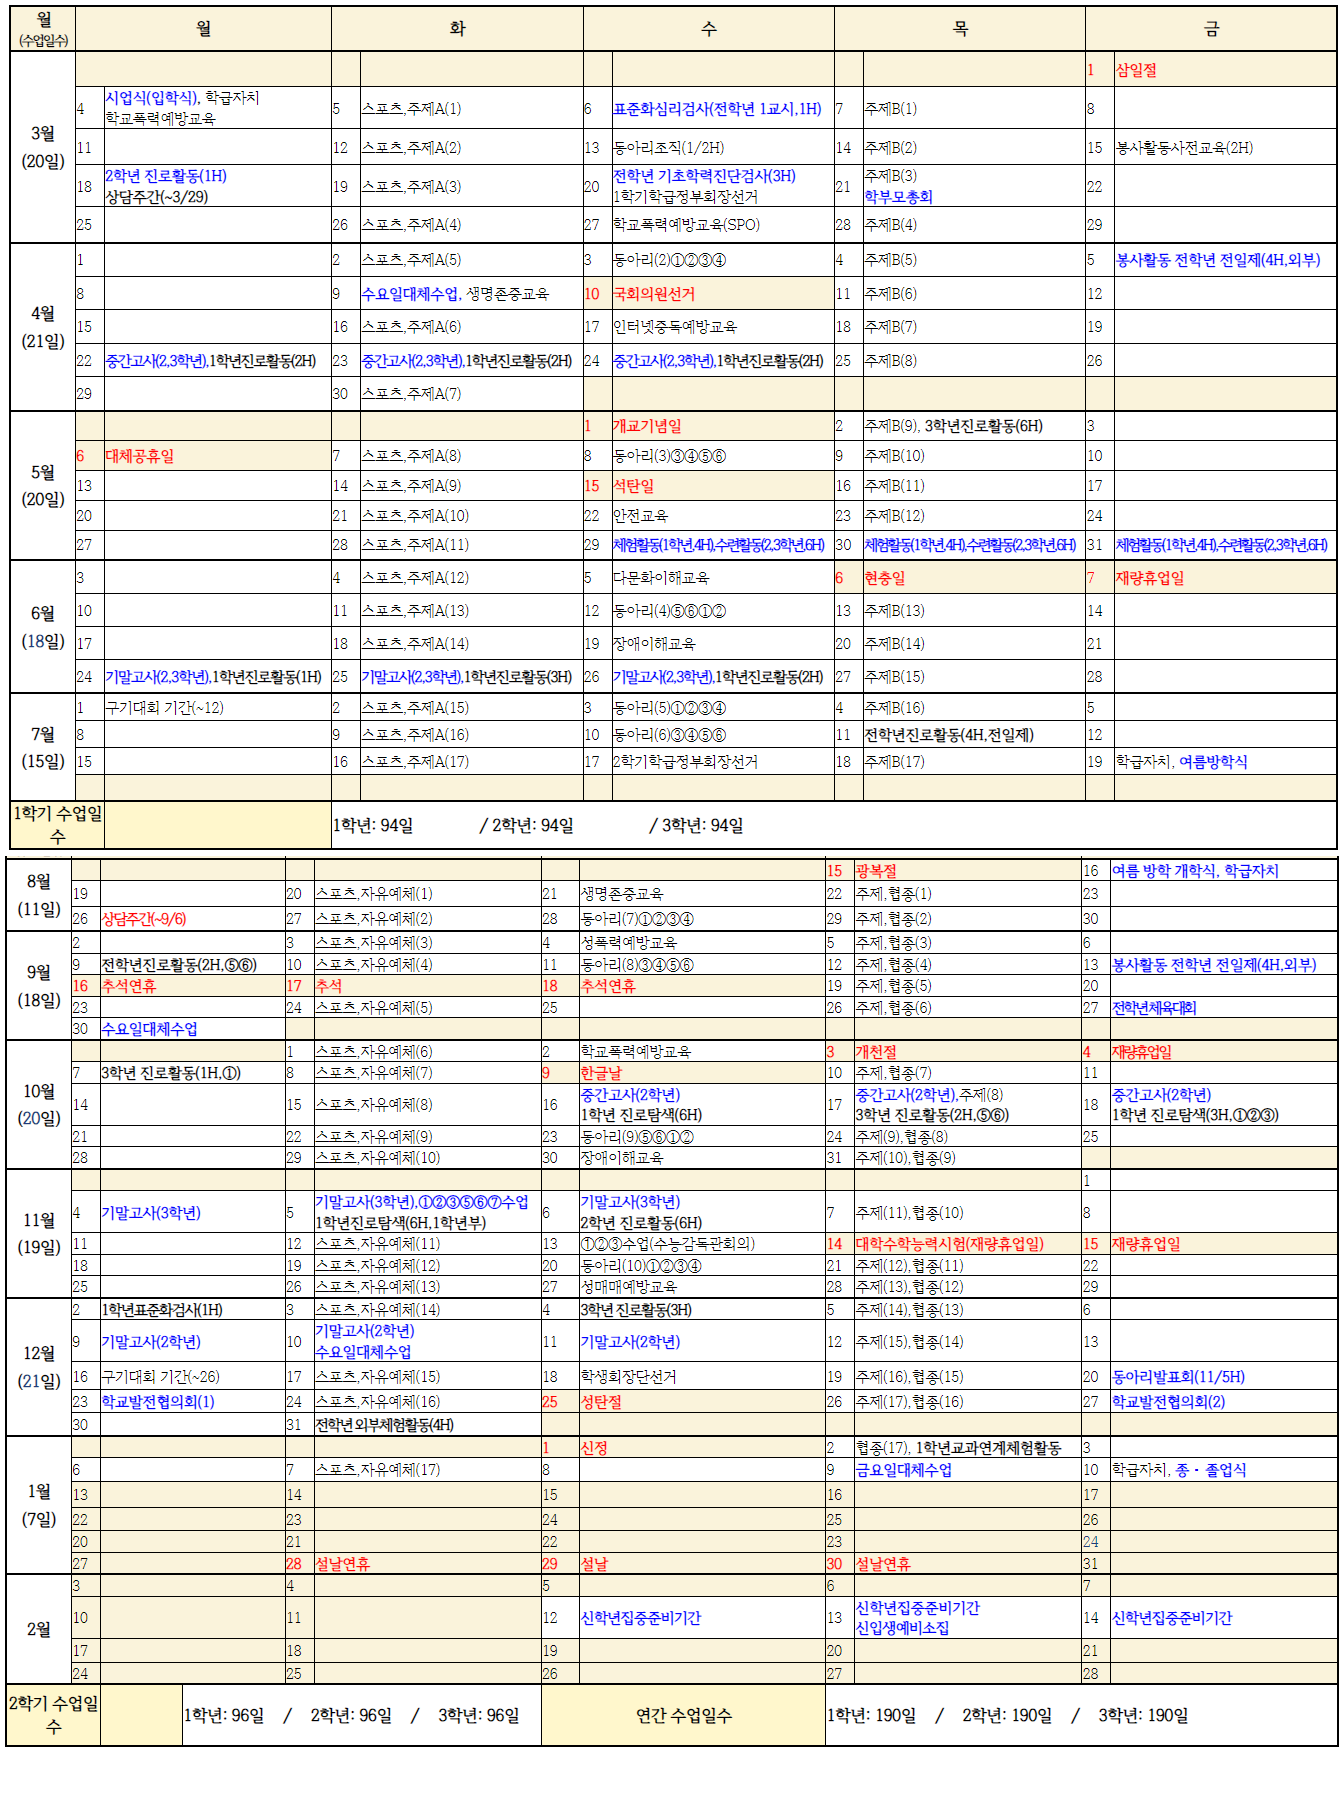 월 (수업일수) 월 화 수 목 금
1 삼일절
3월 (20일)
4 시업식(입학식), 학급자치
학교폭력예방교육
5 스포츠,주제A(1) 6 표준화심리검사(전학년 1교시,1H) 7 주제B(1) 8
11 12 스포츠,주제A(2) 13 동아리조직(1/2H) 14 주제B(2) 15 봉사활동사전교육(2H)
18 2학년 진로활동(1H)
상담주간(~3/29)
19 스포츠,주제A(3) 20 전학년 기초학력진단검사(3H)
1학기학급정부회장선거
21 주제B(3)
학부모총회
22
25 26 스포츠,주제A(4) 27 학교폭력예방교육(SPO) 28 주제B(4) 29
4월 (21일)
1 2 스포츠,주제A(5) 3 동아리(2)①②③④ 4 주제B(5) 5 봉사활동 전학년 전일제(4H,외부)
8 9 수요일대체수업, 생명존중교육 10 국회의원선거 11 주제B(6) 12
15 16 스포츠,주제A(6) 17 인터넷중독예방교육 18 주제B(7) 19
22 중간고사(2,3학년),1학년진로활동(2H) 23 중간고사(2,3학년),1학년진로활동(2H) 24 중간고사(2,3학년),1학년진로활동(2H) 25 주제B(8) 26
29 30 스포츠,주제A(7)
5월 (20일)
1 개교기념일 2 주제B(9), 3학년진로활동(6H) 3
6 대체공휴일 7 스포츠,주제A(8) 8 동아리(3)③④⑤⑥ 9 주제B(10) 10
13 14 스포츠,주제A(9) 15 석탄일 16 주제B(11) 17
20 21 스포츠,주제A(10) 22 안전교육 23 주제B(12) 24
27 28 스포츠,주제A(11) 29 체험활동(1학년,4H),수련활동(2,3학년,6H) 30 체험활동(1학년,4H),수련활동(2,3학년,6H) 31 체험활동(1학년,4H),수련활동(2,3학년,6H)
6월 (18일)
3 4 스포츠,주제A(12) 5 다문화이해교육 6 현충일 7 재량휴업일
10 11 스포츠,주제A(13) 12 동아리(4)⑤⑥①② 13 주제B(13) 14
17 18 스포츠,주제A(14) 19 장애이해교육 20 주제B(14) 21
24 기말고사(2,3학년),1학년진로활동(1H) 25 기말고사(2,3학년),1학년진로활동(3H) 26 기말고사(2,3학년),1학년진로활동(2H) 27 주제B(15) 28
7월 (15일)
1 구기대회 기간(~12) 2 스포츠,주제A(15) 3 동아리(5)①②③④ 4 주제B(16) 5
8 9 스포츠,주제A(16) 10 동아리(6)③④⑤⑥ 11 전학년진로활동(4H,전일제) 12
15 16 스포츠,주제A(17) 17 2학기학급정부회장선거 18 주제B(17) 19 학급자치, 여름방학식
1학기 수업일수 1학년: 94일 / 2학년: 94일 / 3학년: 94일
8월 (11일)
15 광복절 16 여름 방학 개학식, 학급자치
19 20 스포츠,자유예체(1) 21 생명존중교육 22 주제,협종(1) 23
26 상담주간(~9/6) 27 스포츠,자유예체(2) 28 동아리(7)①②③④ 29 주제,협종(2) 30
9월 (18일)
2 3 스포츠,자유예체(3) 4 성폭력예방교육 5 주제,협종(3) 6
9 전학년진로활동(2H,⑤⑥) 10 스포츠,자유예체(4) 11 동아리(8)③④⑤⑥ 12 주제,협종(4) 13 봉사활동 전학년 전일제(4H,외부)
16 추석연휴 17 추석 18 추석연휴 19 주제,협종(5) 20
23 24 스포츠,자유예체(5) 25 26 주제,협종(6) 27 전학년체육대회
30 수요일대체수업
10월 (20일)
1 스포츠,자유예체(6) 2 학교폭력예방교육 3 개천절 4 재량휴업일
7 3학년 진로활동(1H,①) 8 스포츠,자유예체(7) 9 한글날 10 주제,협종(7) 11
14 15 스포츠,자유예체(8) 16 중간고사(2학년)
1학년 진로탐색(6H)
17 중간고사(2학년),주제(8)
3학년 진로활동(2H,⑤⑥)
18 중간고사(2학년)
1학년 진로탐색(3H,①②③)
21 22 스포츠,자유예체(9) 23 동아리(9)⑤⑥①② 24 주제(9),협종(8) 25
28 29 스포츠,자유예체(10) 30 장애이해교육 31 주제(10),협종(9)
11월 (19일)
1
4 기말고사(3학년) 5 기말고사(3학년),①②③⑤⑥⑦수업
1학년진로탐색(6H,1학년부)
6 기말고사(3학년)
2학년 진로활동(6H)
7 주제(11),협종(10) 8
11 12 스포츠,자유예체(11) 13 ①②③수업(수능감독관회의) 14 대학수학능력시험(재량휴업일) 15 재량휴업일
18 19 스포츠,자유예체(12) 20 동아리(10)①②③④ 21 주제(12),협종(11) 22
25 26 스포츠,자유예체(13) 27 성매매예방교육 28 주제(13),협종(12) 29
12월 (21일)
2 1학년표준화검사(1H) 3 스포츠,자유예체(14) 4 3학년 진로활동(3H) 5 주제(14),협종(13) 6
9 기말고사(2학년) 10 기말고사(2학년)
수요일대체수업
11 기말고사(2학년) 12 주제(15),협종(14) 13
16 구기대회 기간(~26) 17 스포츠,자유예체(15) 18 학생회장단선거 19 주제(16),협종(15) 20 동아리발표회(11/5H)
23 학교발전협의회(1) 24 스포츠,자유예체(16) 25 성탄절 26 주제(17),협종(16) 27 학교발전협의회(2)
30 31 전학년 외부체험활동(4H)
1월 (7일)
1 신정 2 협종(17), 1학년교과연계체험활동 3
6 7 스포츠,자유예체(17) 8 9 금요일대체수업 10 학급자치, 종 - 졸업식
13 14 15 16 17
22 23 24 25 26
20 21 22 23 24
27 28 설날연휴 29 설날 30 설날연휴 31
2월
3 4 5 6 7
10 11 12 신학년집중준비기간 13 신학년집중준비기간
신입생예비소집
14 신학년집중준비기간
17 18 19 20 21
24 25 26 27 28
2학기 수업일수 1학년: 96일 / 2학년: 96일 / 3학년: 96일 연간 수업일수 1학년: 190일 / 2학년: 190일 / 3학년: 190일